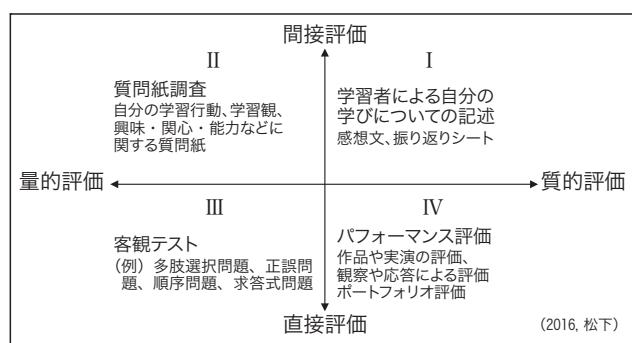 間接評価
Ⅱ
質問紙調査
自分の学習行動、学習観、
興味・関心・能力などに
関する質問紙
Ⅰ
学習者による自分の
学びについての記述
感想文、振り返りシート
量的評価
質的評価
Ⅲ
客観テスト
（例）多肢選択問題、正誤問
題、順序問題、求答式問題
Ⅳ
パフォーマンス評価
作品や実演の評価、
観察や応答による評価
ポートフォリオ評価
直接評価
（2016, 松下）